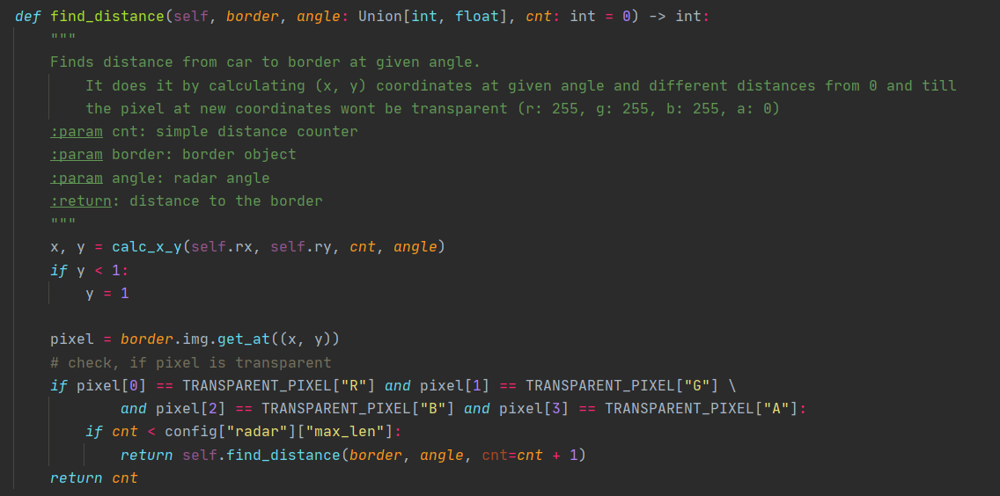 def find_distance(self, border, angle: Union[int, float], cnt: int = 0) -> int:
    """
    Finds distance from car to border at given angle.
        It does it by calculating (x, y) coordinates at given angle and different distances from 0 and till
        the pixel at new coordinates wont be transparent (r: 255, g: 255, b: 255, a: 0)
    :param cnt: simple distance counter
    :param border: border object
    :param angle: radar angle
    :return: distance to the border
    """
    x, y = calc_x_y(self.rx, self.ry, cnt, angle)
    if y < 1:
        y = 1

    pixel = border.img.get_at((x, y))
    # check, if pixel is transparent
    if pixel[0] == TRANSPARENT_PIXEL["R"] and pixel[1] == TRANSPARENT_PIXEL["G"] \
            and pixel[2] == TRANSPARENT_PIXEL["B"] and pixel[3] == TRANSPARENT_PIXEL["A"]:
        if cnt < config["radar"]["max_len"]:
            return self.find_distance(border, angle, cnt=cnt + 1)
    return cnt